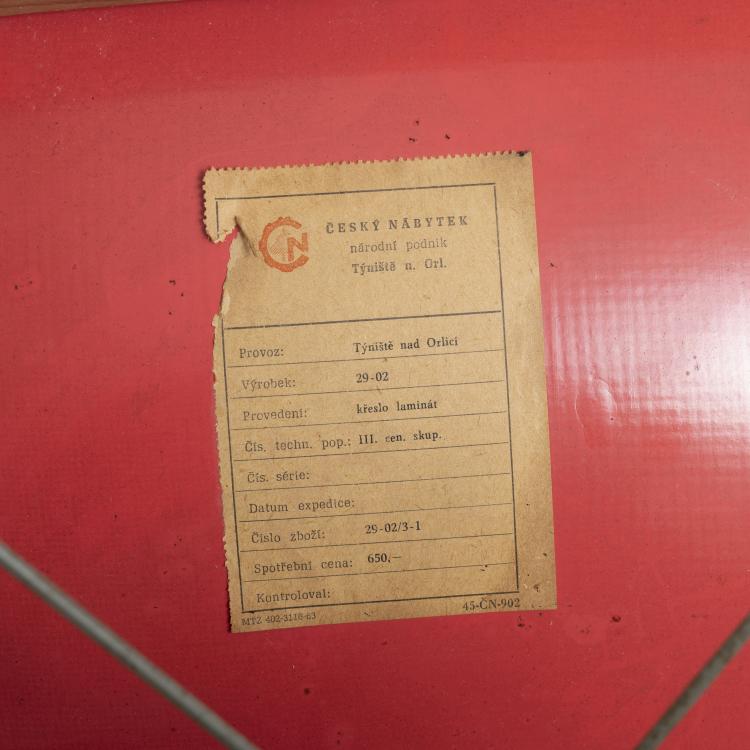 ČN
ČESKÝ NÁBYTEK
národní podnik
Týniště n. Orl.
Provoz: Týniště nad Orlicí
Výrobek: 29-02
Provedení: křeslo laminát
Čís. techn. pop.: III. cen. skup.
Čís. série:
Datum expedice:
Číslo zboží: 29-02/3-1
Spotřební cena: 650,—
Kontroloval:
MTZ 402-3116-63 45-ČN-902